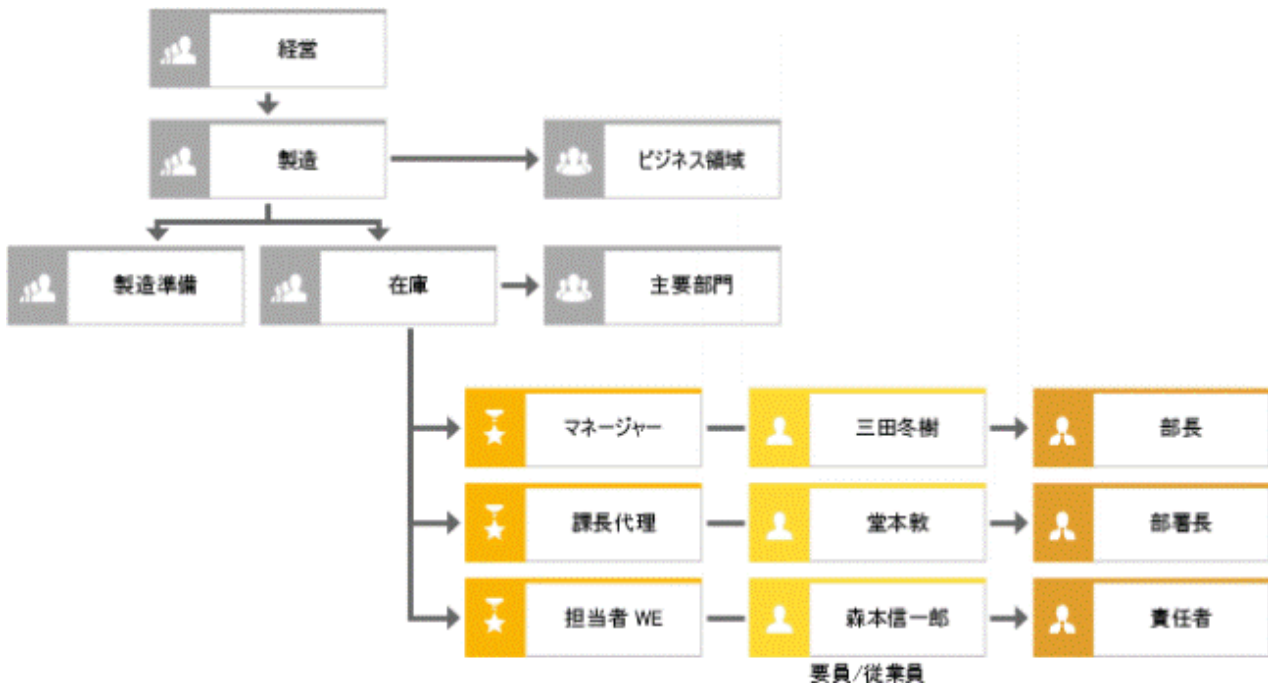 経営
製造
ビジネス領域
製造準備
在庫
主要部門
マネージャー
三田冬樹
部長
課長代理
堂本敦
部署長
担当者 WE
森本信一郎
責任者
要員/従業員